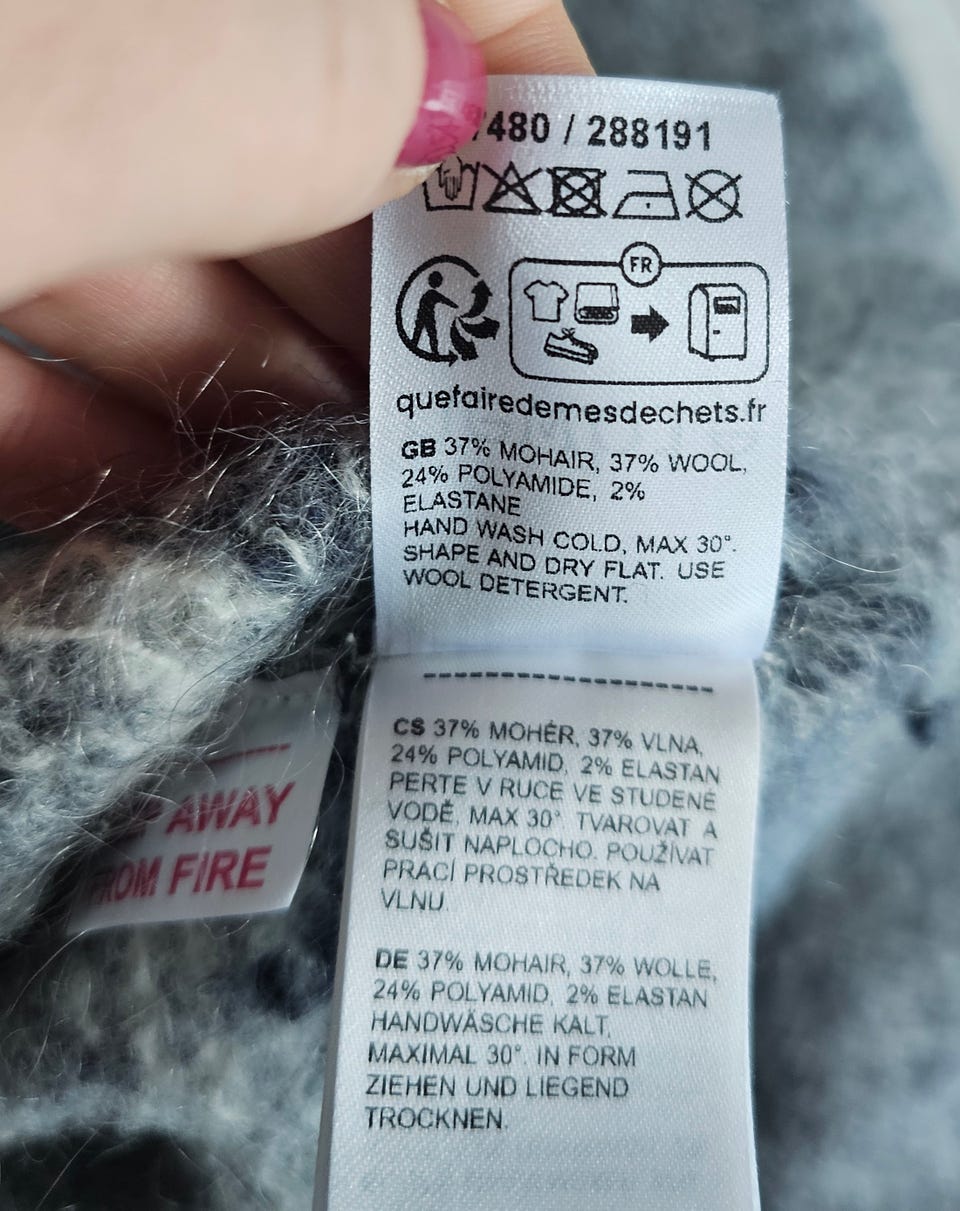 7480 / 288191
FR
quefairedemesdechets.fr
GB 37% MOHAIR, 37% WOOL,
24% POLYAMIDE, 2%
ELASTANE
HAND WASH COLD, MAX 30°.
SHAPE AND DRY FLAT. USE
WOOL DETERGENT.
CS 37% MOHÉR, 37% VLNA,
24% POLYAMID, 2% ELASTAN
PERTE V RUCE VE STUDENÉ
VODĚ, MAX 30° TVAROVAT A
SUŠIT NAPLOCHO. POUŽÍVAT
PRACÍ PROSTŘEDEK NA
VLNU
DE 37% MOHAIR, 37% WOLLE,
24% POLYAMID, 2% ELASTAN
HANDWÄSCHE KALT,
MAXIMAL 30°. IN FORM
ZIEHEN UND LIEGEND
TROCKNEN.
AWAY
FROM FIRE